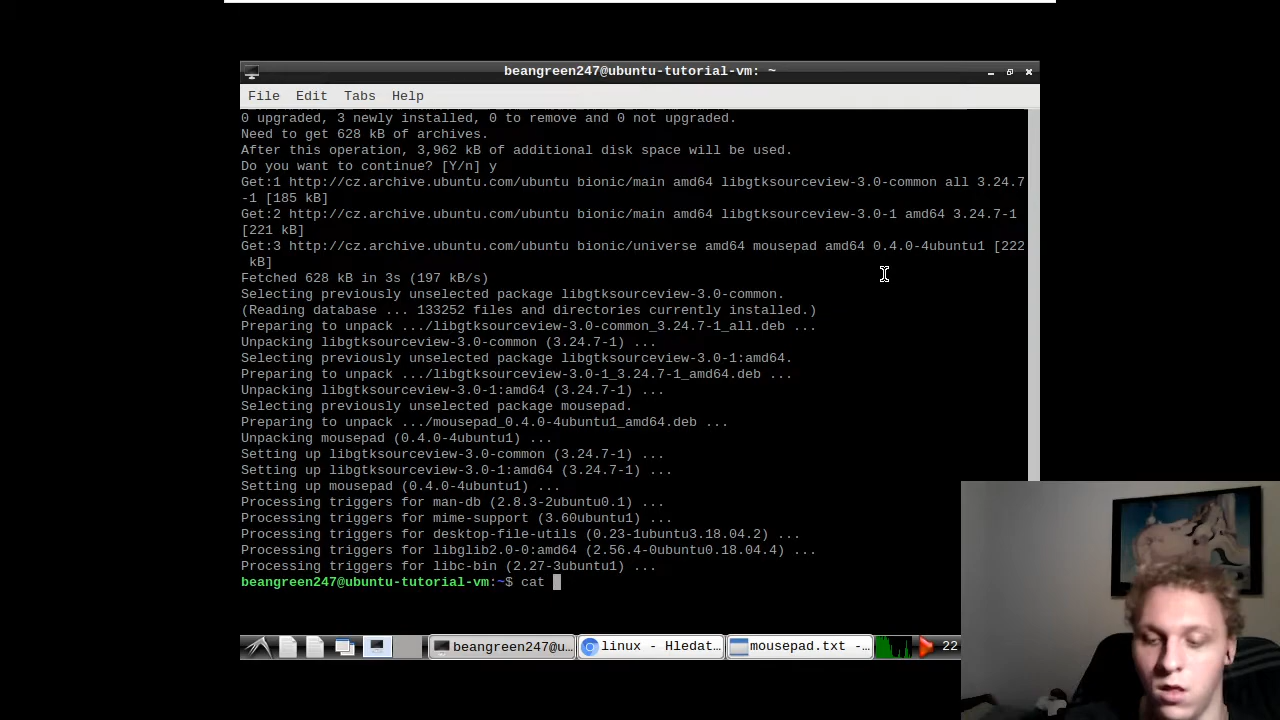 beangreen247@ubuntu-tutorial-vm: ~
File Edit Tabs Help
0 upgraded, 3 newly installed, 0 to remove and 0 not upgraded.
Need to get 628 kB of archives.
After this operation, 3,962 kB of additional disk space will be used.
Do you want to continue? [Y/n] y
Get:1 http://cz.archive.ubuntu.com/ubuntu bionic/main amd64 libgtksourceview-3.0-common all 3.24.7
-1 [185 kB]
Get:2 http://cz.archive.ubuntu.com/ubuntu bionic/main amd64 libgtksourceview-3.0-1 amd64 3.24.7-1
[221 kB]
Get:3 http://cz.archive.ubuntu.com/ubuntu bionic/universe amd64 mousepad amd64 0.4.0-4ubuntu1 [222
kB]
Fetched 628 kB in 3s (197 kB/s)
Selecting previously unselected package libgtksourceview-3.0-common.
(Reading database ... 133252 files and directories currently installed.)
Preparing to unpack .../libgtksourceview-3.0-common_3.24.7-1_all.deb ...
Unpacking libgtksourceview-3.0-common (3.24.7-1) ...
Selecting previously unselected package libgtksourceview-3.0-1:amd64.
Preparing to unpack .../libgtksourceview-3.0-1_3.24.7-1_amd64.deb ...
Unpacking libgtksourceview-3.0-1:amd64 (3.24.7-1) ...
Selecting previously unselected package mousepad.
Preparing to unpack .../mousepad_0.4.0-4ubuntu1_amd64.deb ...
Unpacking mousepad (0.4.0-4ubuntu1) ...
Setting up libgtksourceview-3.0-common (3.24.7-1) ...
Setting up libgtksourceview-3.0-1:amd64 (3.24.7-1) ...
Setting up mousepad (0.4.0-4ubuntu1) ...
Processing triggers for man-db (2.8.3-2ubuntu0.1) ...
Processing triggers for mime-support (3.60ubuntu1) ...
Processing triggers for desktop-file-utils (0.23-1ubuntu3.18.04.2) ...
Processing triggers for libglib2.0-0:amd64 (2.56.4-0ubuntu0.18.04.4) ...
Processing triggers for libc-bin (2.27-3ubuntu1) ...
beangreen247@ubuntu-tutorial-vm:~$ cat
beangreen247@u... linux - Hledat... mousepad.txt -... 22